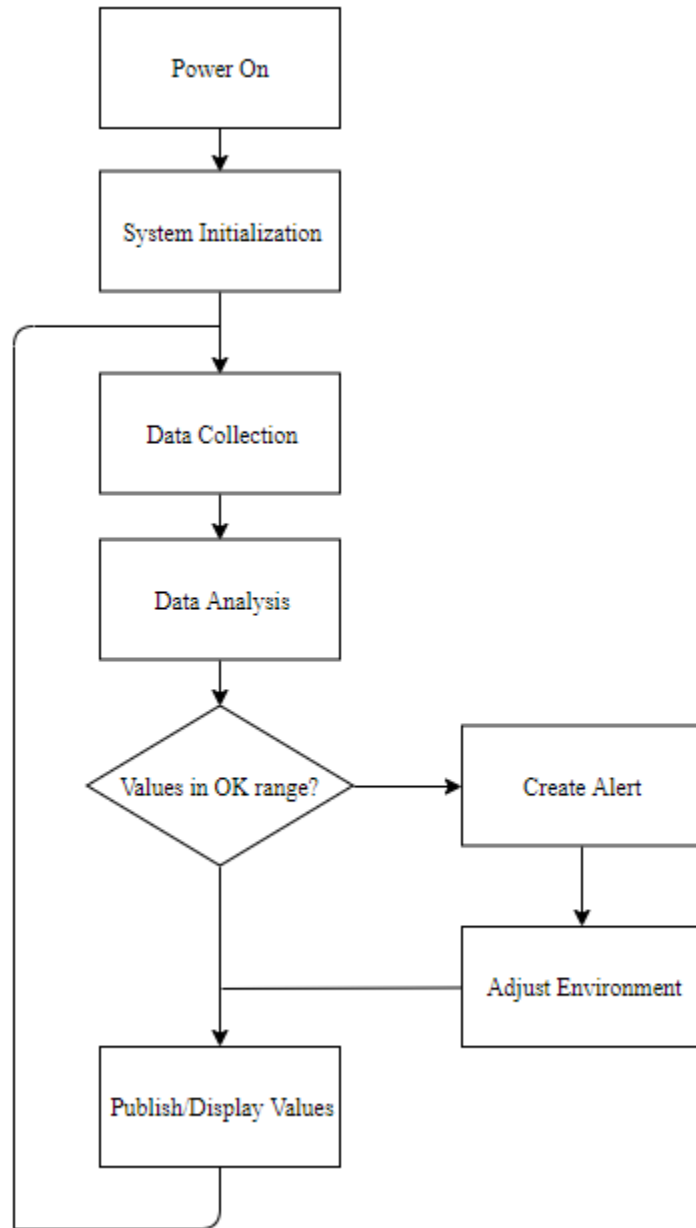 Power On
System Initialization
Data Collection
Data Analysis
Values in OK range?
Create Alert
Adjust Environment
Publish/Display Values